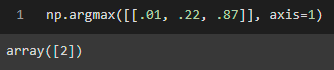 1 np.argmax([[.01, .22, .87]], axis=1)
array([2])